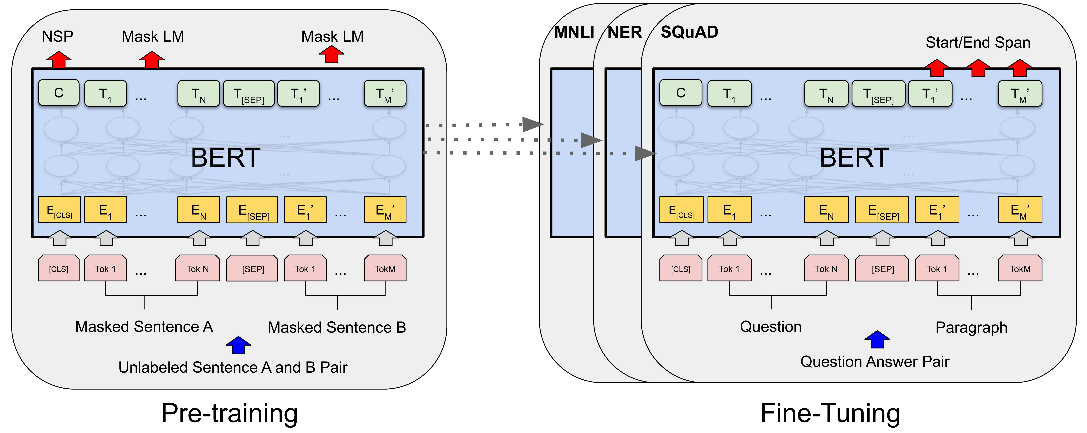 NSP Mask LM Mask LM
C T1 ... TN T[SEP] T1' ... TM'
...
BERT
...
E[CLS] E1 ... EN E[SEP] E1' ... EM'
[CLS] Tok 1 ... Tok N [SEP] Tok 1 ... TokM
Masked Sentence A Masked Sentence B
Unlabeled Sentence A and B Pair
Pre-training
MNLI NER SQuAD
Start/End Span
C T1 ... TN T[SEP] T1' ... TM'
...
BERT
...
E[CLS] E1 ... EN E[SEP] E1' ... EM'
[CLS] Tok 1 ... Tok N [SEP] Tok 1 ... TokM
Question Paragraph
Question Answer Pair
Fine-Tuning